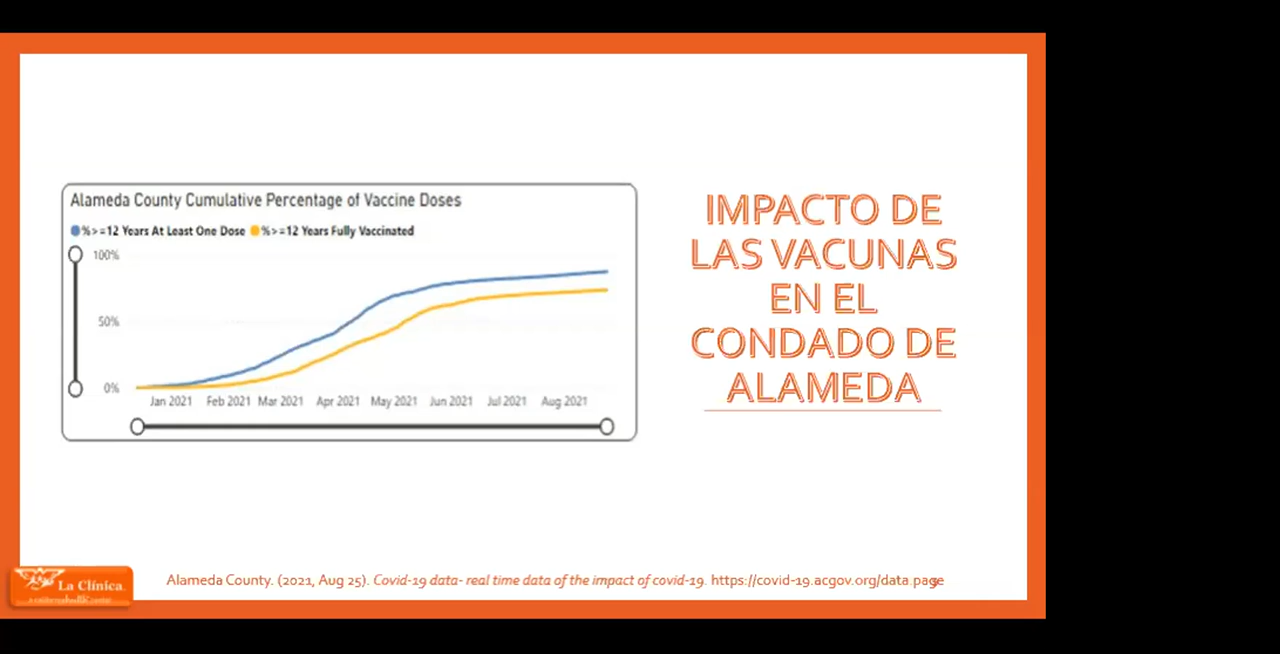 Alameda County Cumulative Percentage of Vaccine Doses
%>=12 Years At Least One Dose %>=12 Years Fully Vaccinated
100%
50%
0%
Jan 2021 Feb 2021 Mar 2021 Apr 2021 May 2021 Jun 2021 Jul 2021 Aug 2021
IMPACTO DE
LAS VACUNAS
EN EL
CONDADO DE
ALAMEDA
La Clínica.
Alameda County. (2021, Aug 25). Covid-19 data- real time data of the impact of covid-19. https://covid-19.acgov.org/data.page